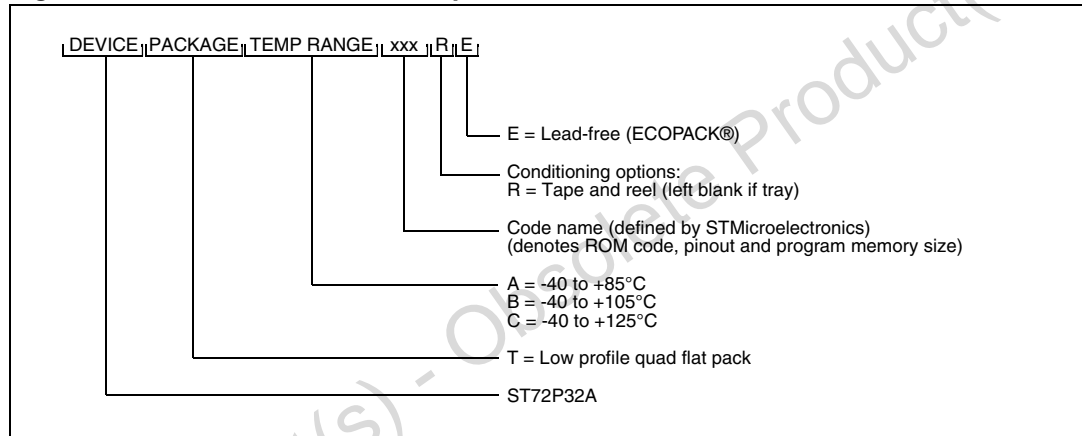 DEVICE PACKAGE TEMP RANGE xxx R E
E = Lead-free (ECOPACK®)
Conditioning options:
R = Tape and reel (left blank if tray)
Code name (defined by STMicroelectronics)
(denotes ROM code, pinout and program memory size)
A = -40 to +85°C
B = -40 to +105°C
C = -40 to +125°C
T = Low profile quad flat pack
ST72P32A
(s) - Obsolete Product(